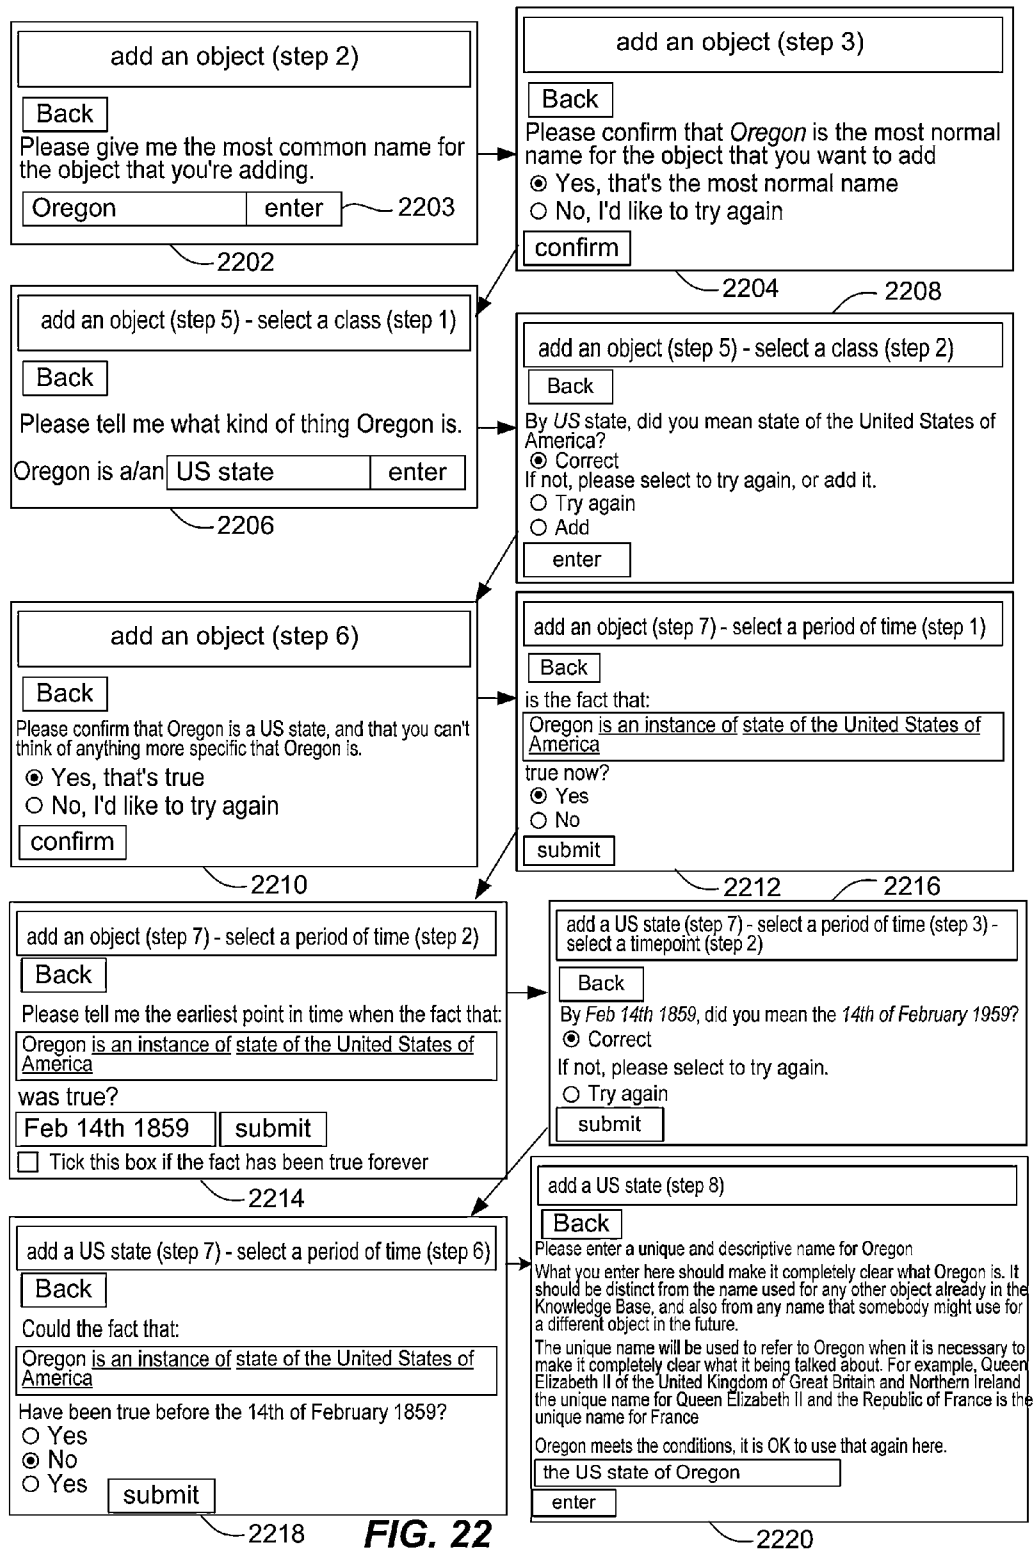 add an object (step 2)
Back
Please give me the most common name for
the object that you're adding.
Oregon
enter
2203
2202
add an object (step 3)
Back
Please confirm that Oregon is the most normal
name for the object that you want to add
Yes, that's the most normal name
No, I'd like to try again
confirm
2204
add an object (step 5) - select a class (step 1)
Back
Please tell me what kind of thing Oregon is.
Oregon is a/an
US state
enter
2206
2208
add an object (step 5) - select a class (step 2)
Back
By US state, did you mean state of the United States of
America?
Correct
If not, please select to try again, or add it.
Try again
Add
enter
add an object (step 6)
Back
Please confirm that Oregon is a US state, and that you can't
think of anything more specific that Oregon is.
Yes, that's true
No, I'd like to try again
confirm
2210
add an object (step 7) - select a period of time (step 1)
Back
is the fact that:
Oregon is an instance of state of the United States of
America
true now?
Yes
No
submit
2212
add an object (step 7) - select a period of time (step 2)
Back
Please tell me the earliest point in time when the fact that:
Oregon is an instance of state of the United States of
America
was true?
Feb 14th 1859
submit
Tick this box if the fact has been true forever
2214
2216
add a US state (step 7) - select a period of time (step 3) -
select a timepoint (step 2)
Back
By Feb 14th 1859, did you mean the 14th of February 1959?
Correct
If not, please select to try again.
Try again
submit
add a US state (step 7) - select a period of time (step 6)
Back
Could the fact that:
Oregon is an instance of state of the United States of
America
Have been true before the 14th of February 1859?
Yes
No
Yes
submit
2218
add a US state (step 8)
Back
Please enter a unique and descriptive name for Oregon
What you enter here should make it completely clear what Oregon is. It
should be distinct from the name used for any other object already in the
Knowledge Base, and also from any name that somebody might use for
a different object in the future.
The unique name will be used to refer to Oregon when it is necessary to
make it completely clear what it being talked about. For example, Queen
Elizabeth II of the United Kingdom of Great Britain and Northern Ireland
the unique name for Queen Elizabeth II and the Republic of France is the
unique name for France
Oregon meets the conditions, it is OK to use that again here.
the US state of Oregon
enter
2220
FIG. 22